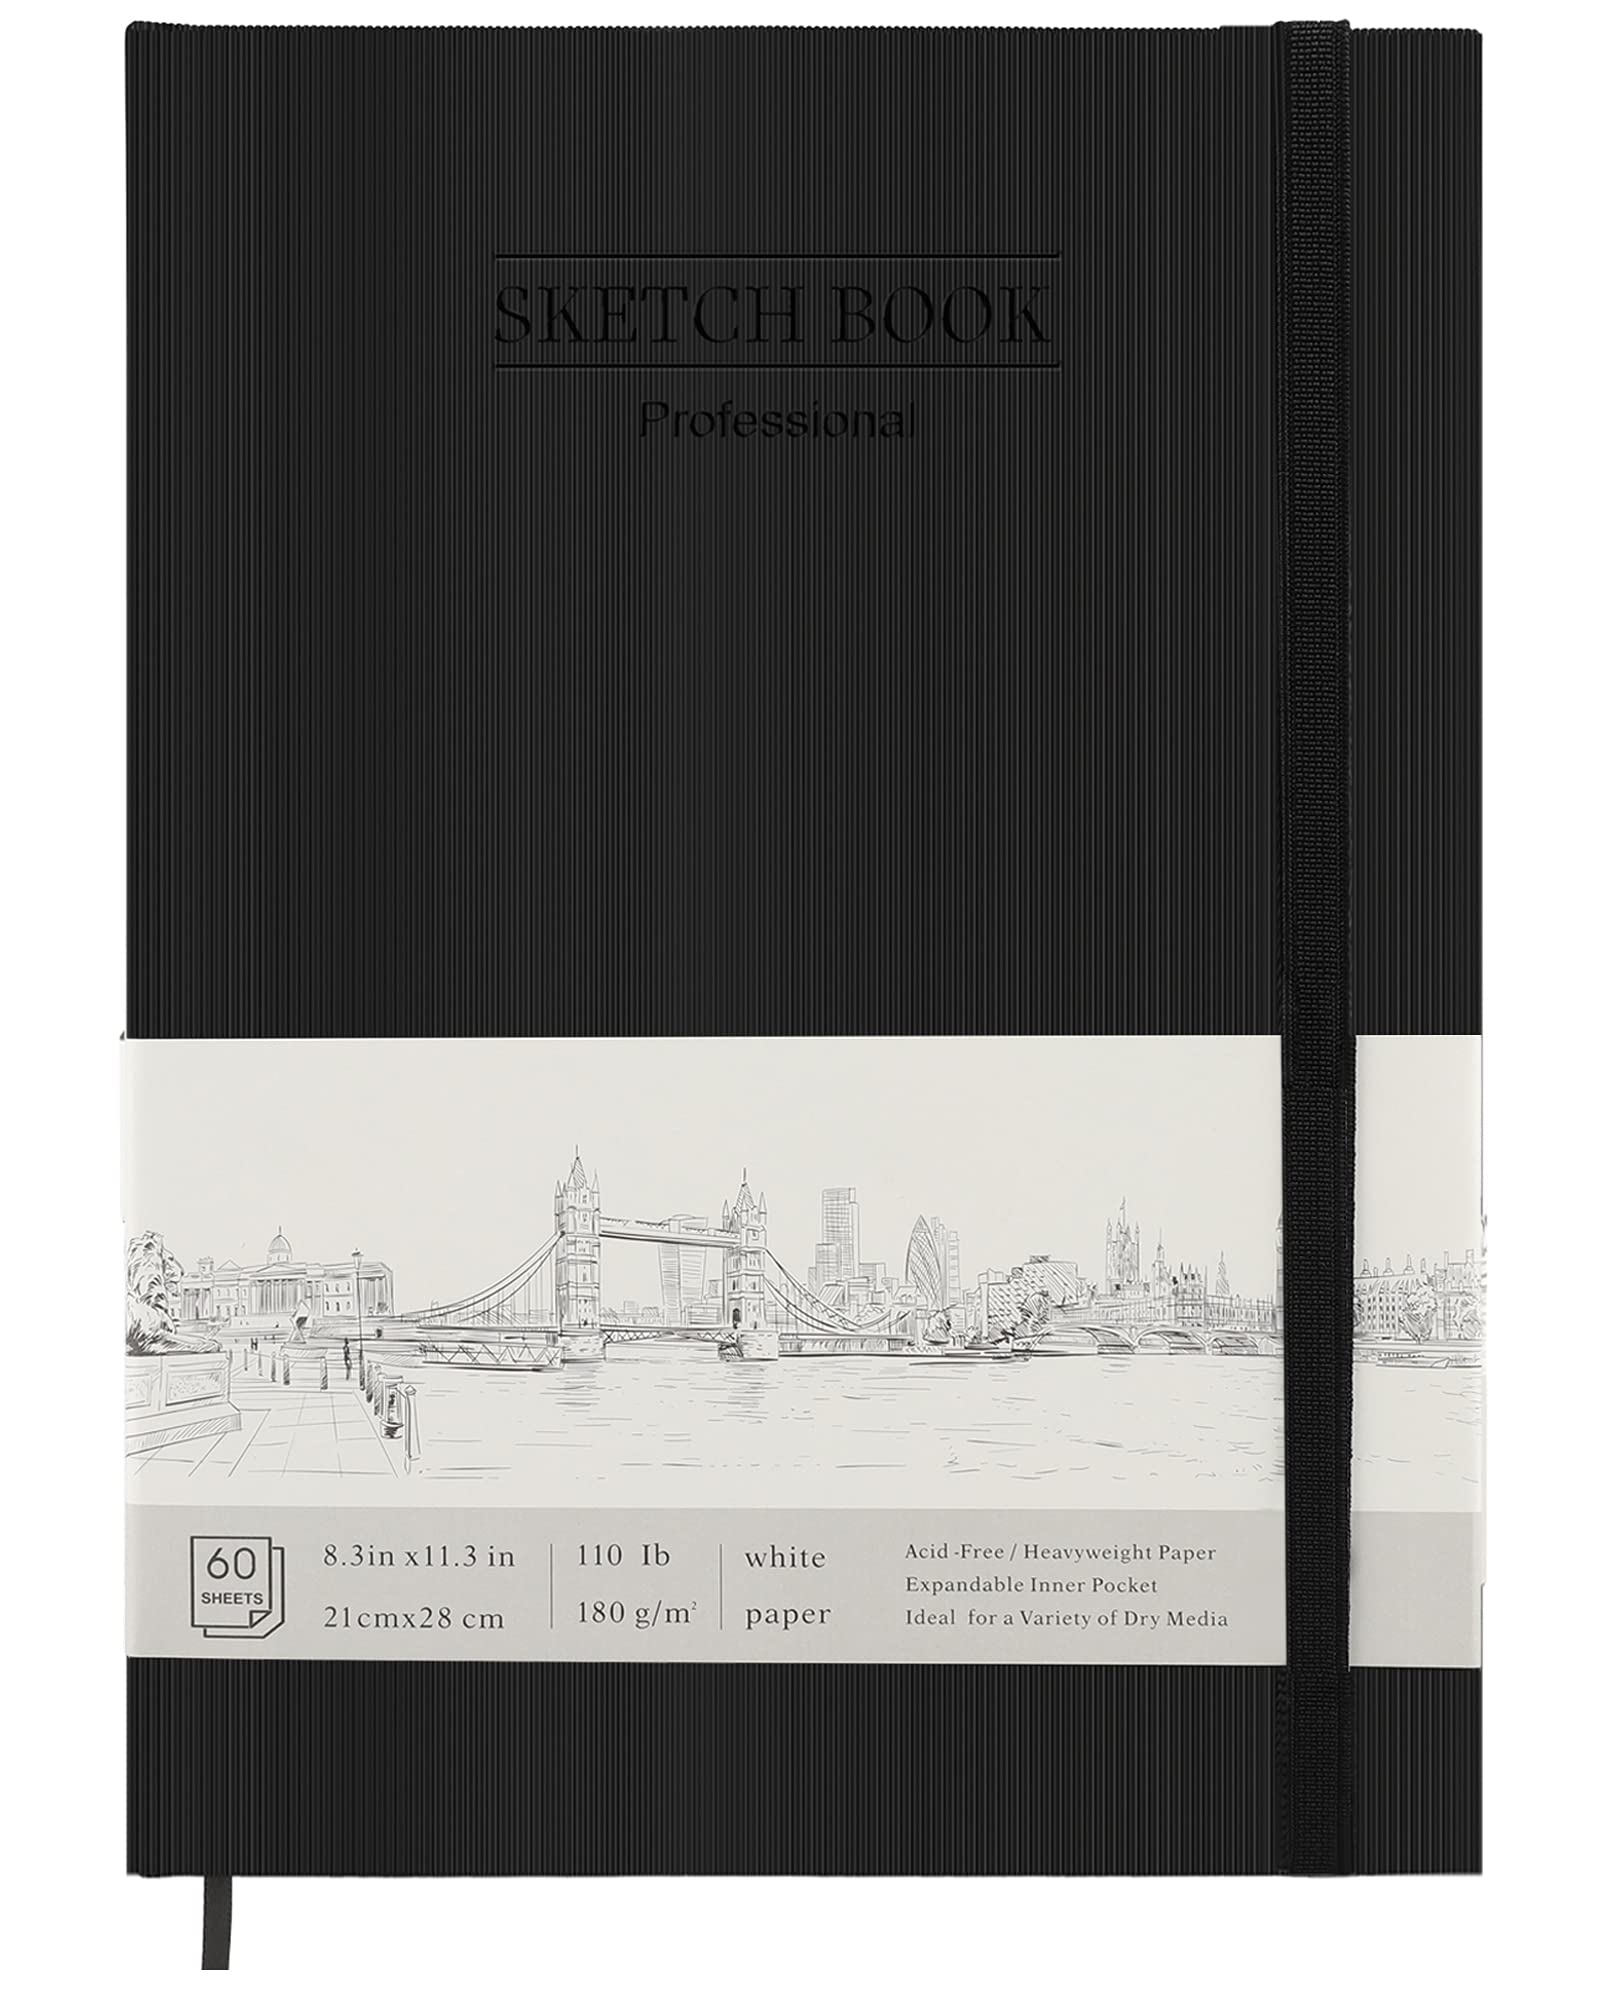 SKETCH BOOK
Professional
60
SHEETS
8.3in x11.3 in
21cmx28 cm
110 Ib
180 g/m²
white
paper
Acid -Free / Heavyweight Paper
Expandable Inner Pocket
Ideal for a Variety of Dry Media